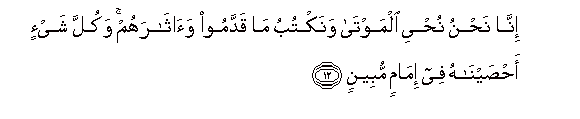 إِنَّا نَحْنُ نُحْىِ ٱلْمَوْتَىٰ وَنَكْتُبُ مَا قَدَّمُوا۟ وَءَاثَـٰرَهُمْ ۚ وَكُلَّ شَىْءٍ
أَحْصَيْنَـٰهُ فِىٓ إِمَامٍ مُّبِينٍ ١٢